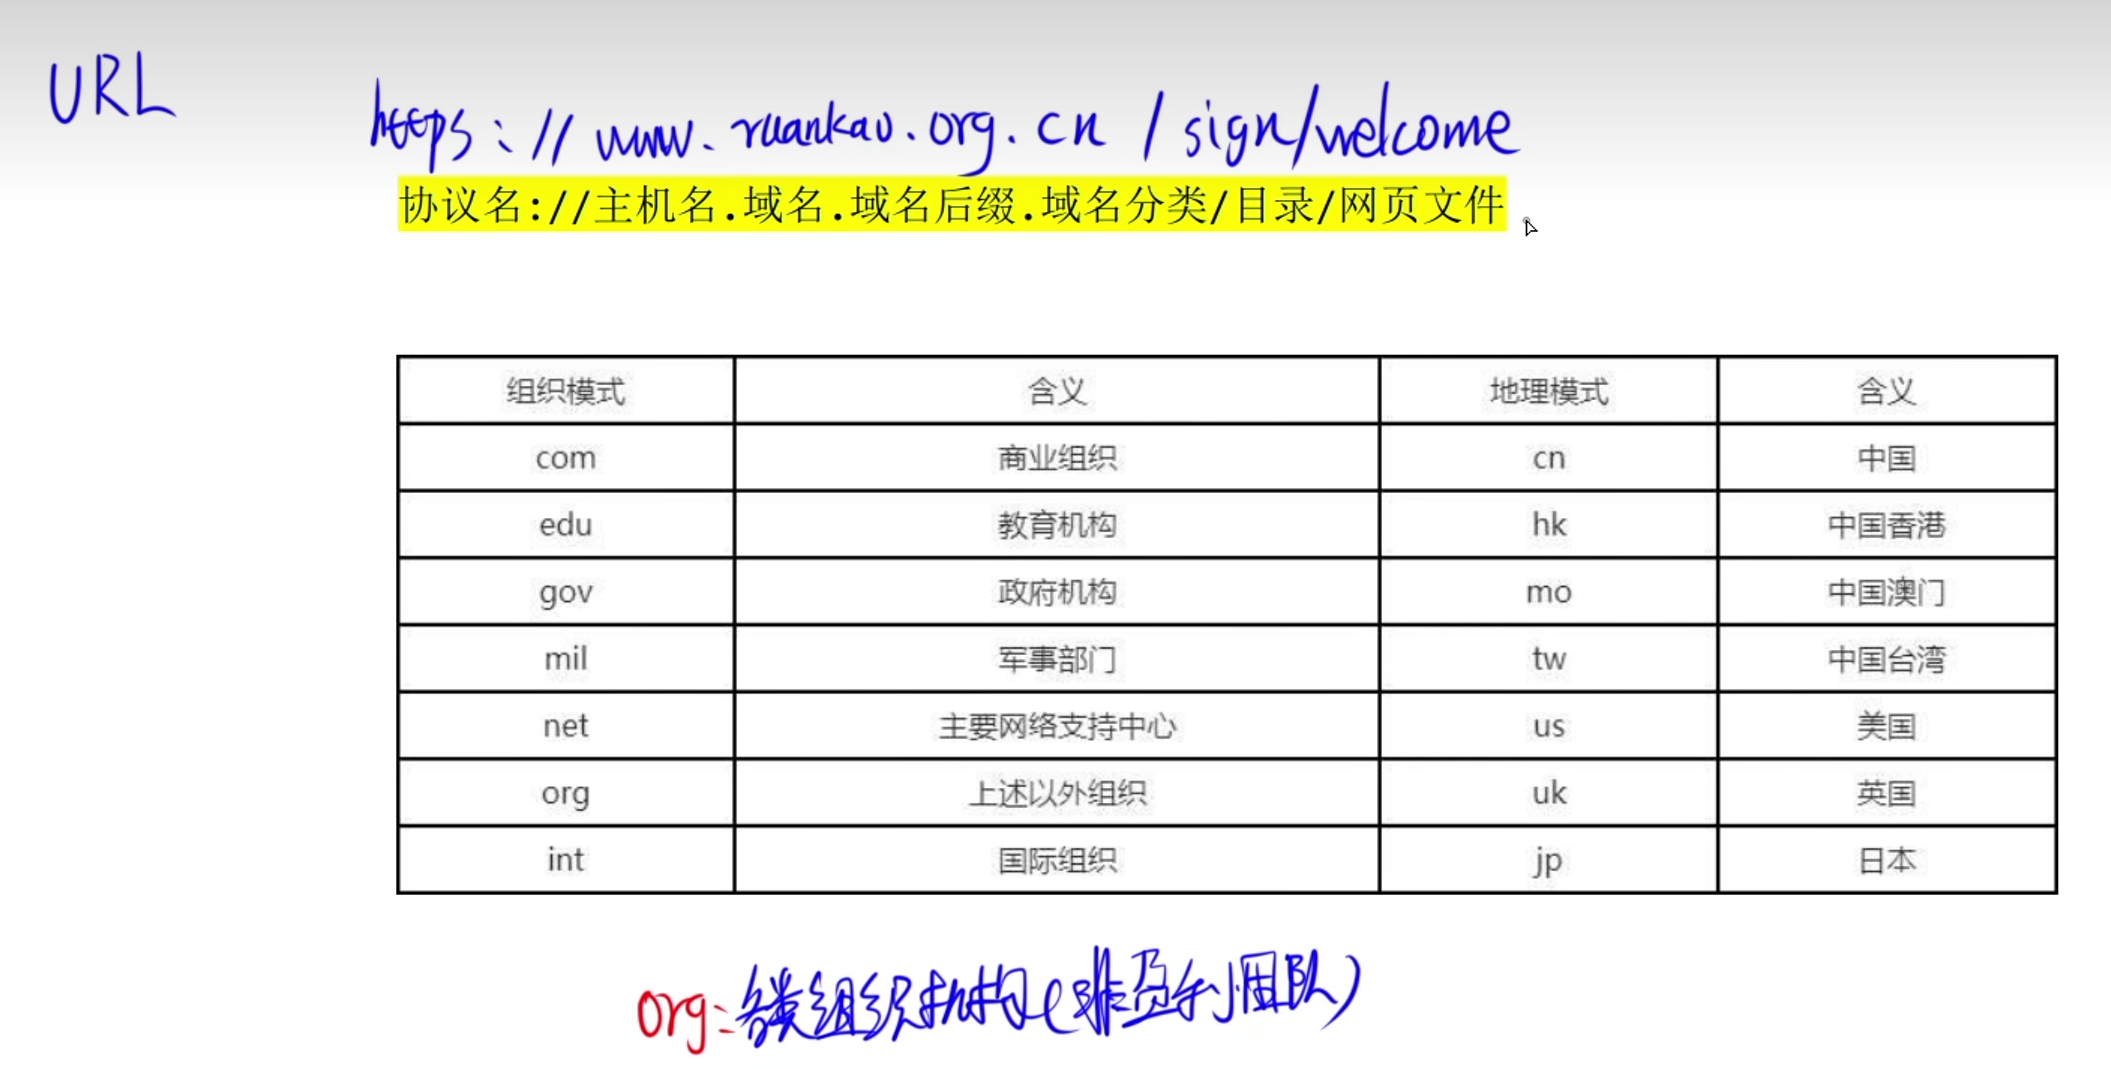 URL
https://www.ruankao.org.cn/sign/welcome
协议名://主机名.域名.域名后缀.域名分类/目录/网页文件
组织模式 含义 地理模式 含义
com 商业组织 cn 中国
edu 教育机构 hk 中国香港
gov 政府机构 mo 中国澳门
mil 军事部门 tw 中国台湾
net 主要网络支持中心 us 美国
org 上述以外组织 uk 英国
int 国际组织 jp 日本
org:各类组织机构(非盈利团队)